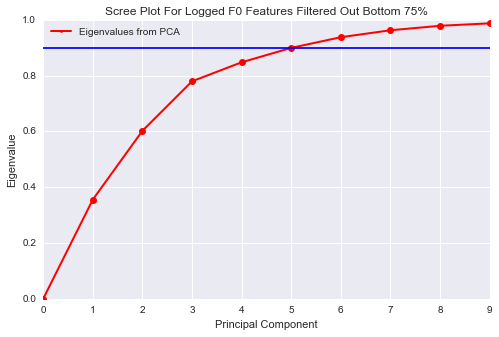 Scree Plot For Logged F0 Features Filtered Out Bottom 75%
Eigenvalues from PCA
1.0
0.8
0.6
0.4
0.2
0.0
Eigenvalue
0 1 2 3 4 5 6 7 8 9
Principal Component